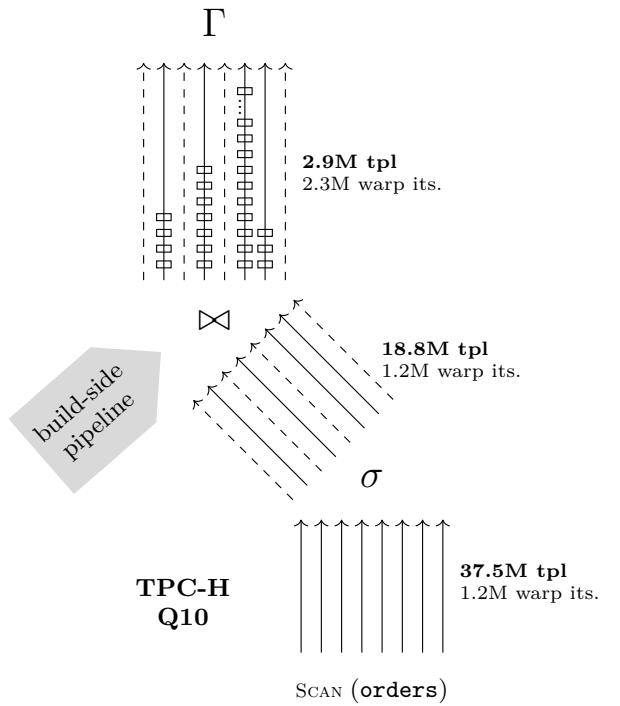 Γ
2.9M tpl
2.3M warp its.
⋈
18.8M tpl
1.2M warp its.
build-side
pipeline
σ
37.5M tpl
1.2M warp its.
TPC-H
Q10
Scan (orders)